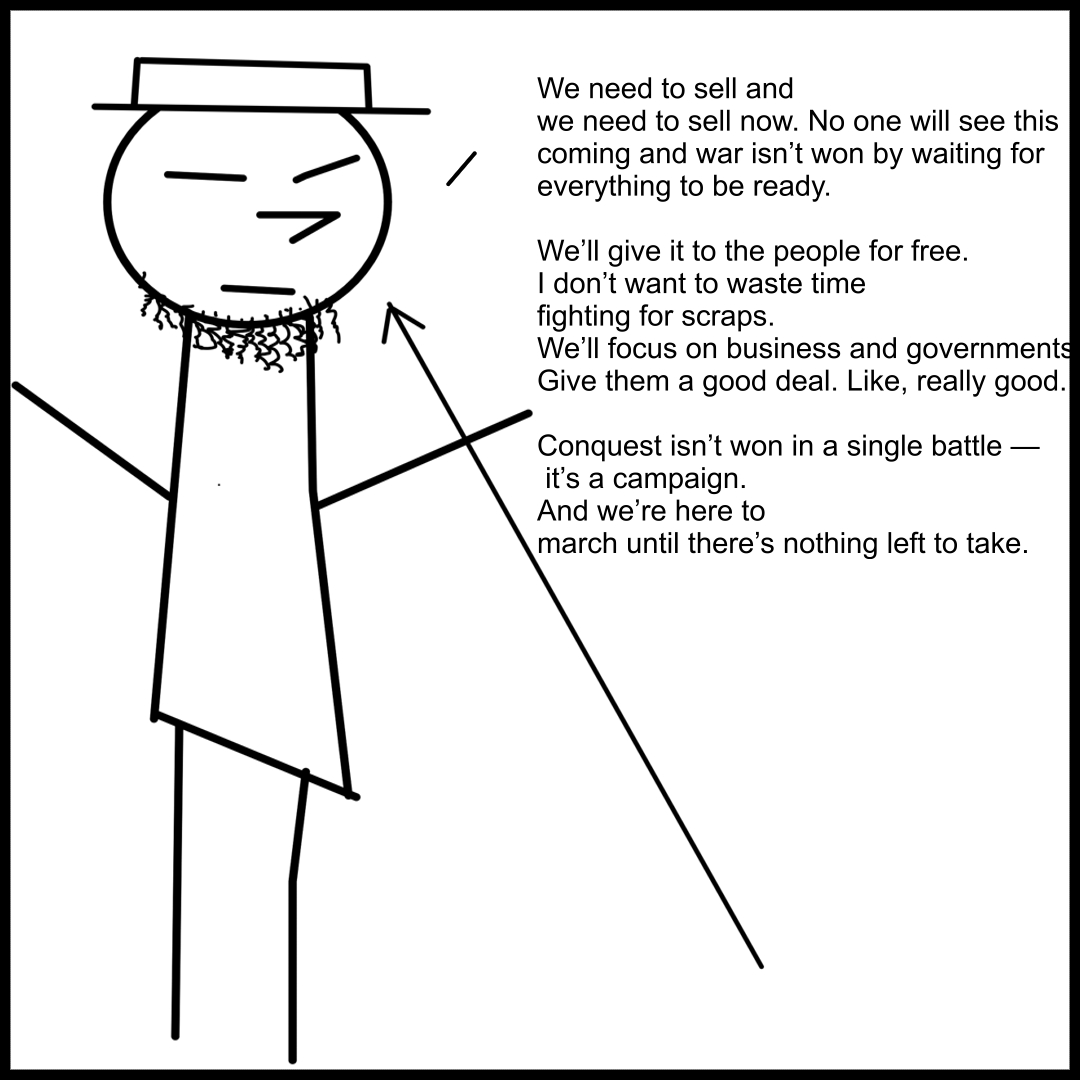 We need to sell and
we need to sell now. No one will see this
coming and war isn’t won by waiting for
everything to be ready.
We’ll give it to the people for free.
I don’t want to waste time
fighting for scraps.
We’ll focus on business and governments
Give them a good deal. Like, really good.
Conquest isn’t won in a single battle —
it’s a campaign.
And we’re here to
march until there’s nothing left to take.